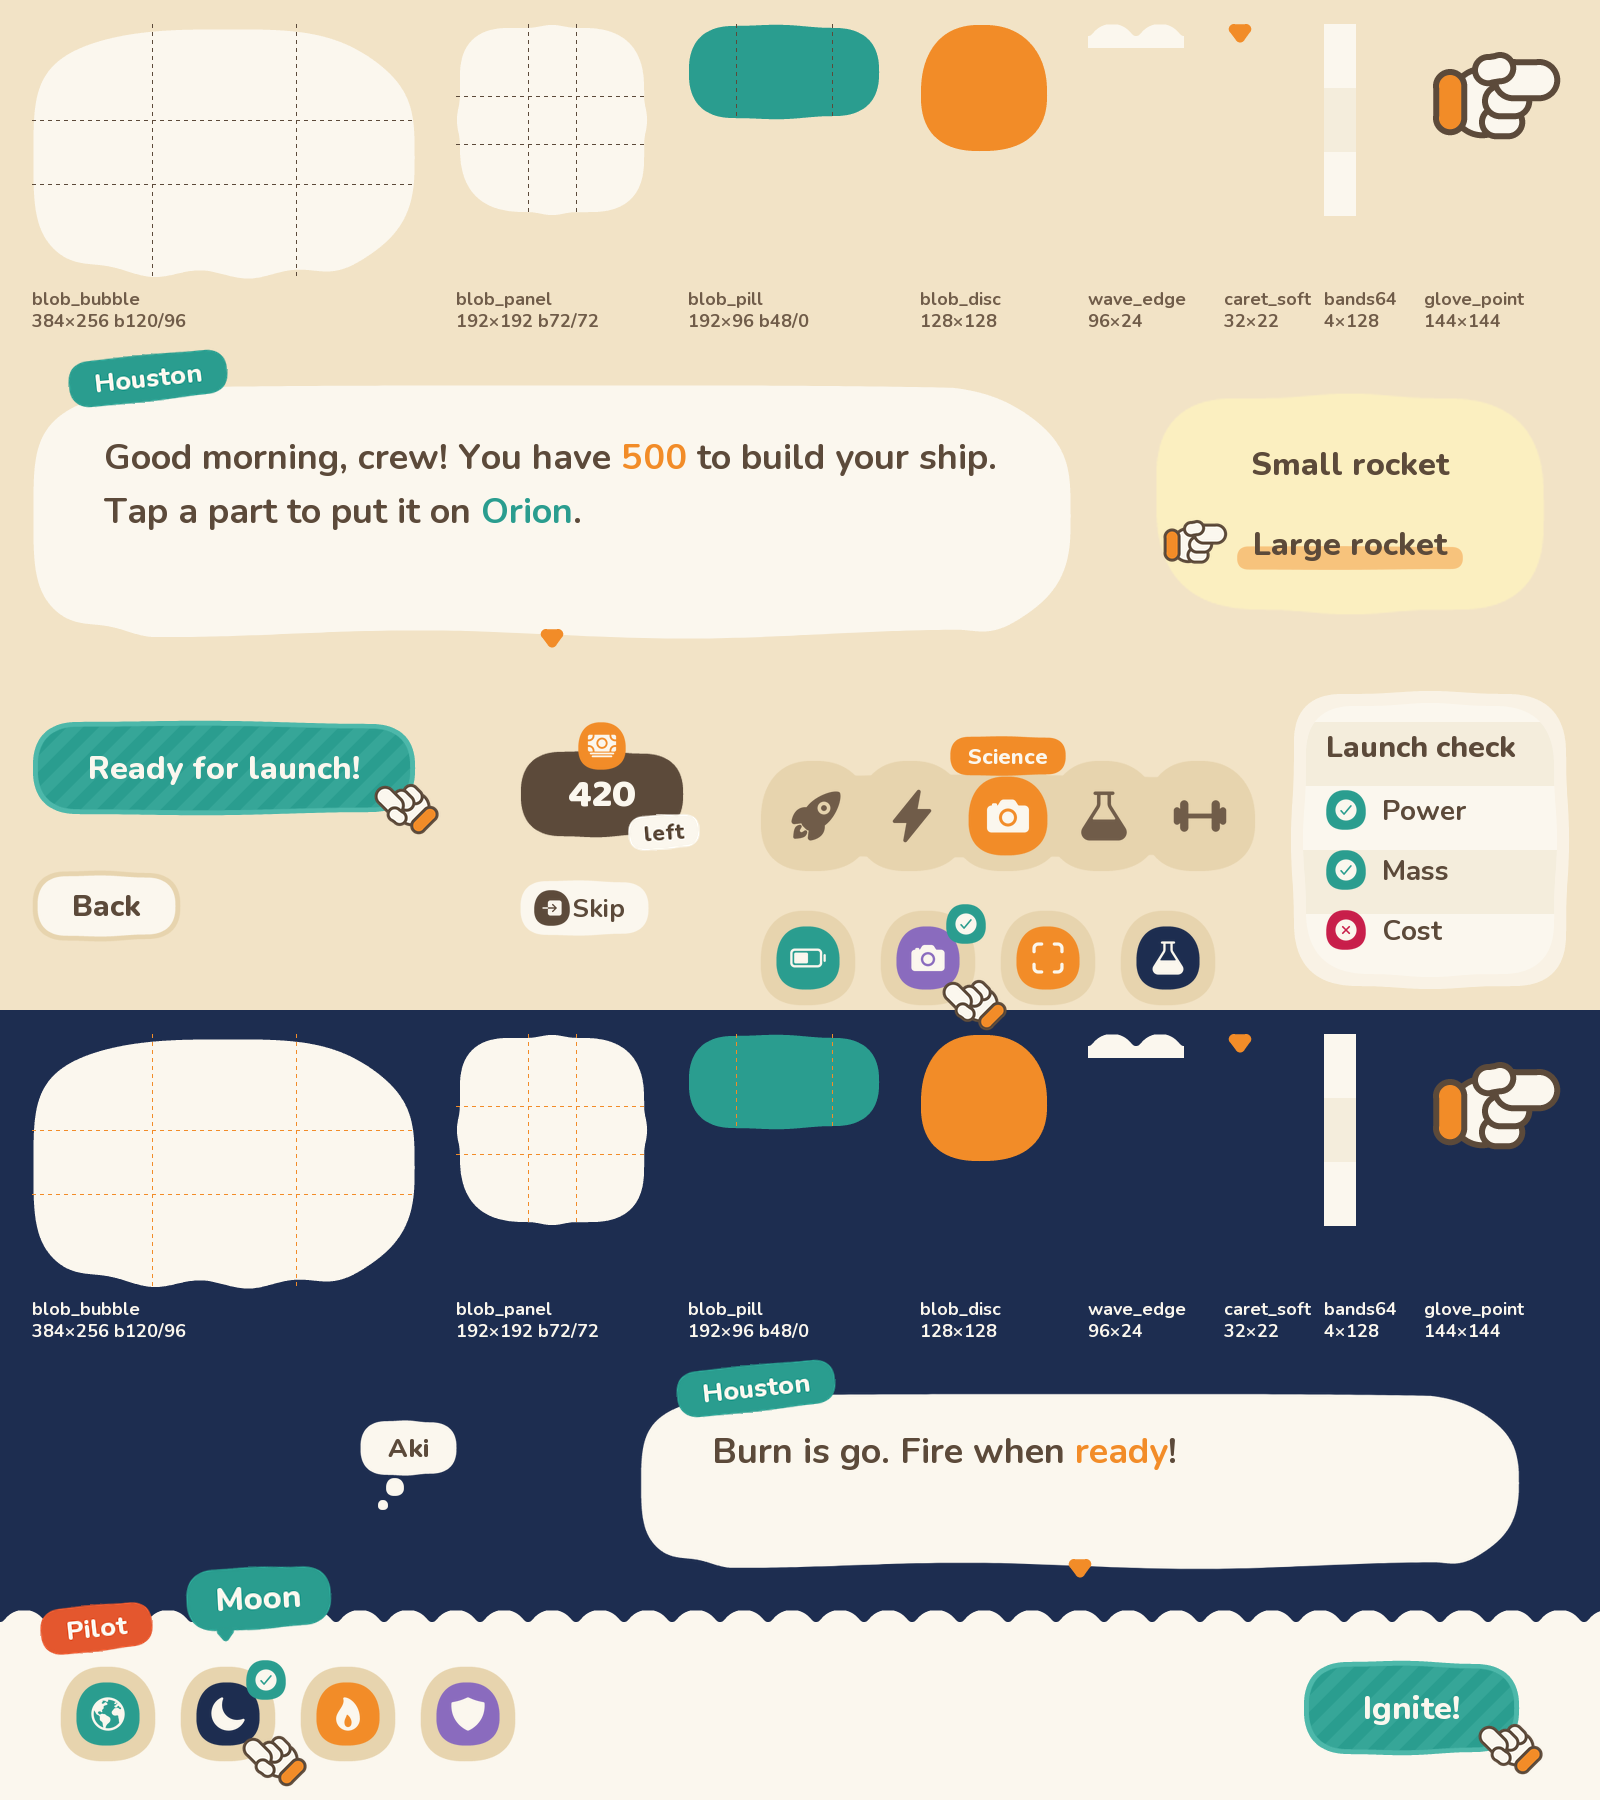 blob_bubble
384×256 b120/96
blob_panel
192×192 b72/72
blob_pill
192×96 b48/0
blob_disc
128×128
wave_edge
96×24
caret_soft
32×22
bands64
4×128
glove_point
144×144
Houston
Good morning, crew! You have 500 to build your ship.
Tap a part to put it on Orion.
Small rocket
Large rocket
Ready for launch!
420
left
Science
Launch check
Power
Mass
Cost
Back
Skip
blob_bubble
384×256 b120/96
blob_panel
192×192 b72/72
blob_pill
192×96 b48/0
blob_disc
128×128
wave_edge
96×24
caret_soft
32×22
bands64
4×128
glove_point
144×144
Houston
Aki
Burn is go. Fire when ready!
Moon
Pilot
Ignite!